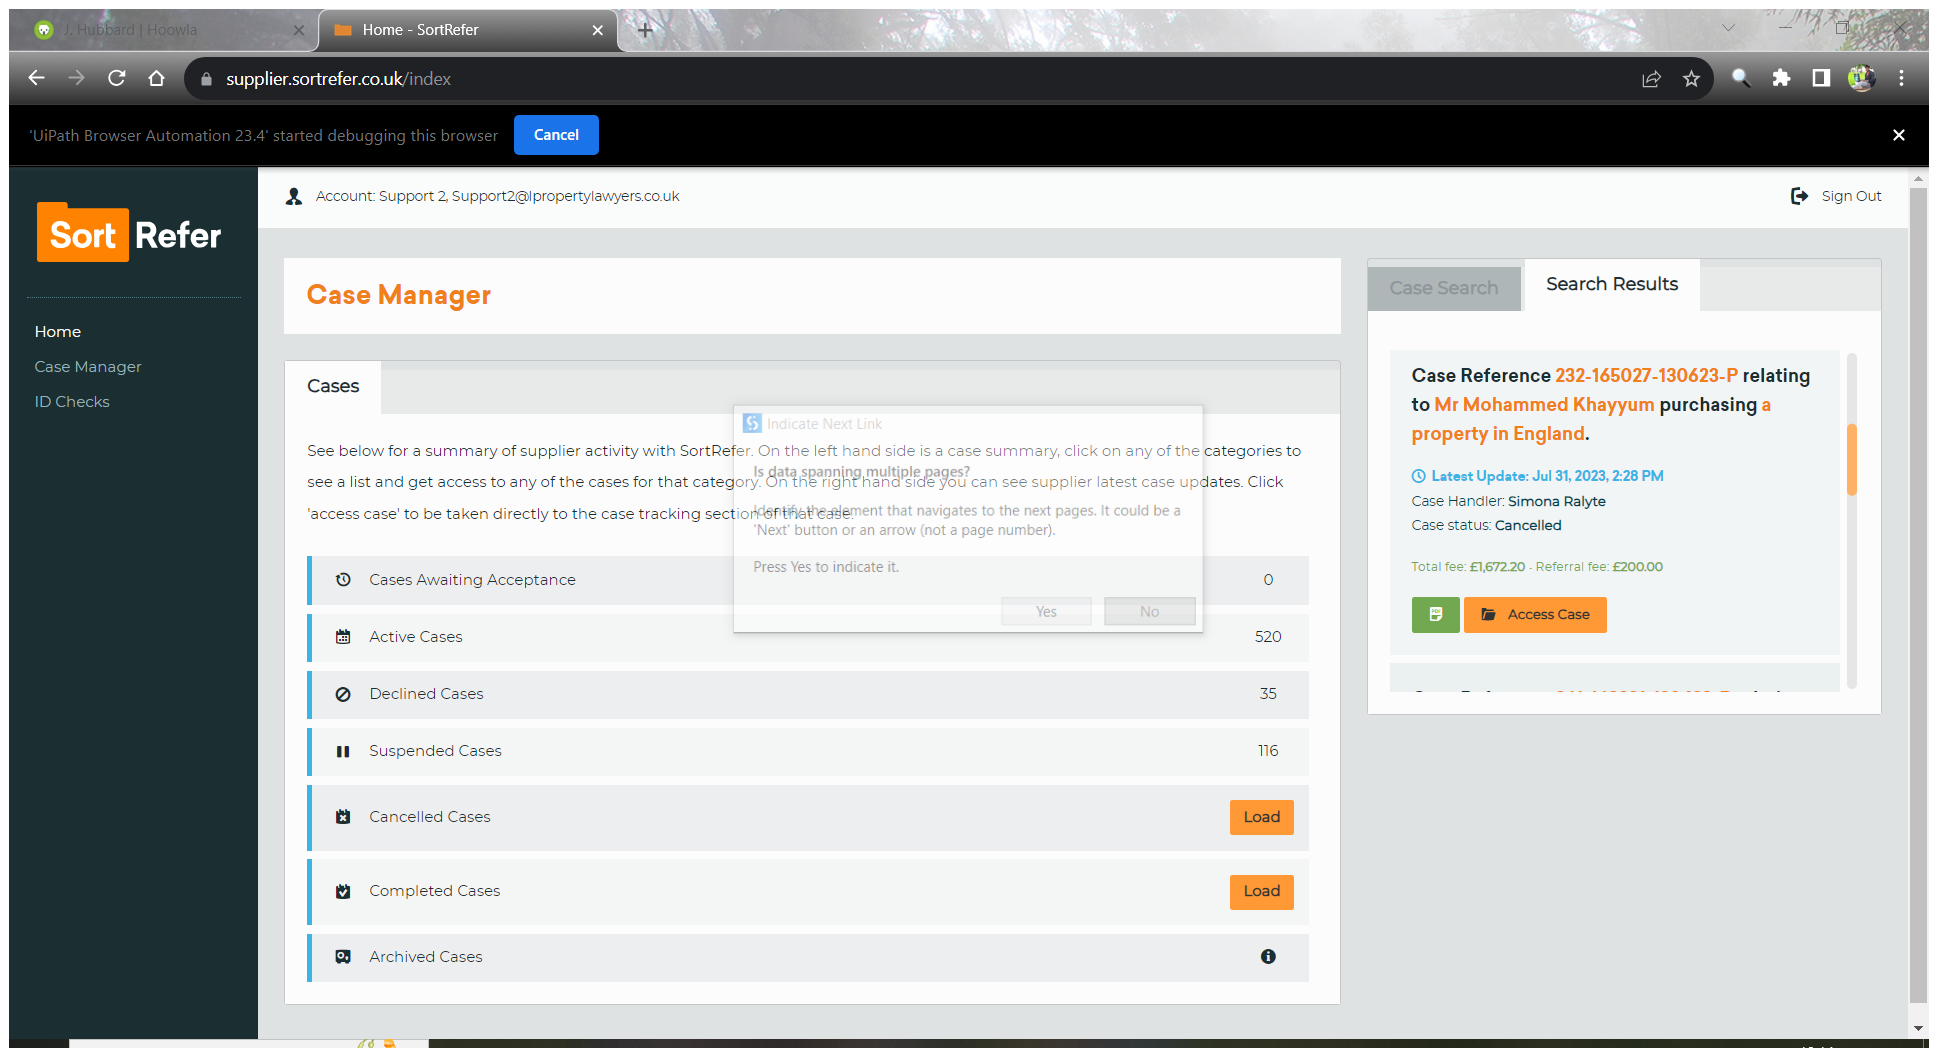 J. Hubbard | Hoowla
Home - SortRefer
supplier.sortrefer.co.uk/index
'UiPath Browser Automation 23.4' started debugging this browser
Cancel
Sort Refer
Account: Support 2, Support2@lpropertylawyers.co.uk
Sign Out
Home
Case Manager
ID Checks
Case Manager
Cases
See below for a summary of supplier activity with SortRefer. On the left hand side is a case summary, click on any of the categories to
see a list and get access to any of the cases for that category. On the right hand side you can see supplier latest case updates. Click
'access case' to be taken directly to the case tracking section of that case.
Indicate Next Link
Is data spanning multiple pages?
Identify the element that navigates to the next pages. It could be a
'Next' button or an arrow (not a page number).
Press Yes to indicate it.
Yes
No
Cases Awaiting Acceptance 0
Active Cases 520
Declined Cases 35
Suspended Cases 116
Cancelled Cases Load
Completed Cases Load
Archived Cases
Case Search
Search Results
Case Reference 232-165027-130623-P relating
to Mr Mohammed Khayyum purchasing a
property in England.
Latest Update: Jul 31, 2023, 2:28 PM
Case Handler: Simona Ralyte
Case status: Cancelled
Total fee: £1,672.20 - Referral fee: £200.00
Access Case